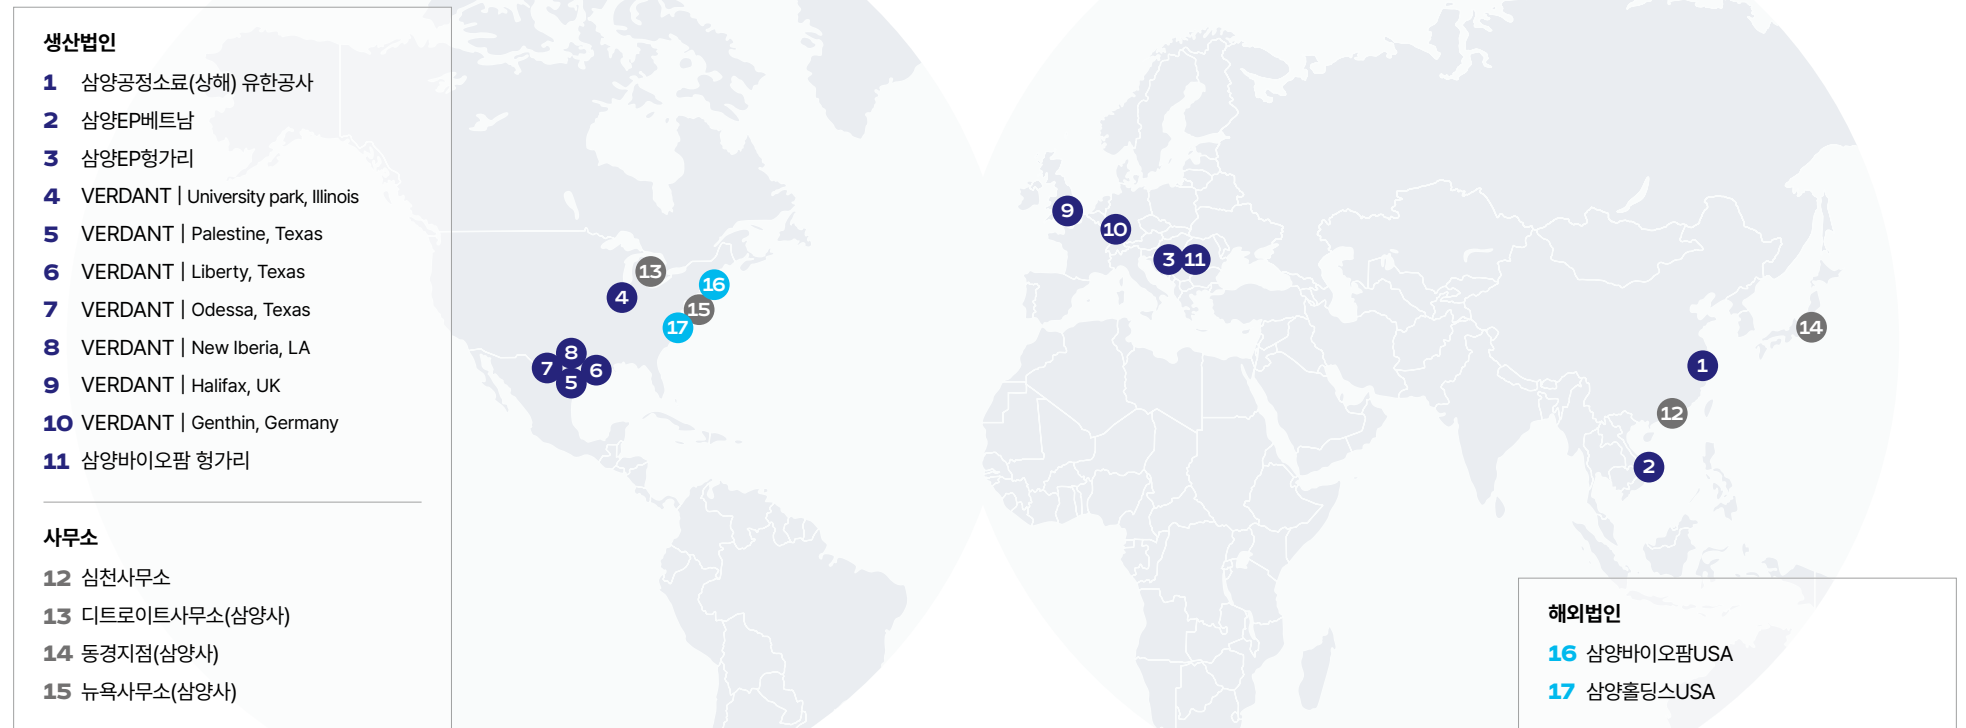 생산법인
1 삼양공정소료(상해) 유한공사
2 삼양EP베트남
3 삼양EP헝가리
4 VERDANT | University park, Illinois
5 VERDANT | Palestine, Texas
6 VERDANT | Liberty, Texas
7 VERDANT | Odessa, Texas
8 VERDANT | New Iberia, LA
9 VERDANT | Halifax, UK
10 VERDANT | Genthin, Germany
11 삼양바이오팜 헝가리
사무소
12 심천사무소
13 디트로이트사무소(삼양사)
14 동경지점(삼양사)
15 뉴욕사무소(삼양사)
13
16
4
15
17
8
7
6
5
9
10
3 11
14
1
12
2
해외법인
16 삼양바이오팜USA
17 삼양홀딩스USA